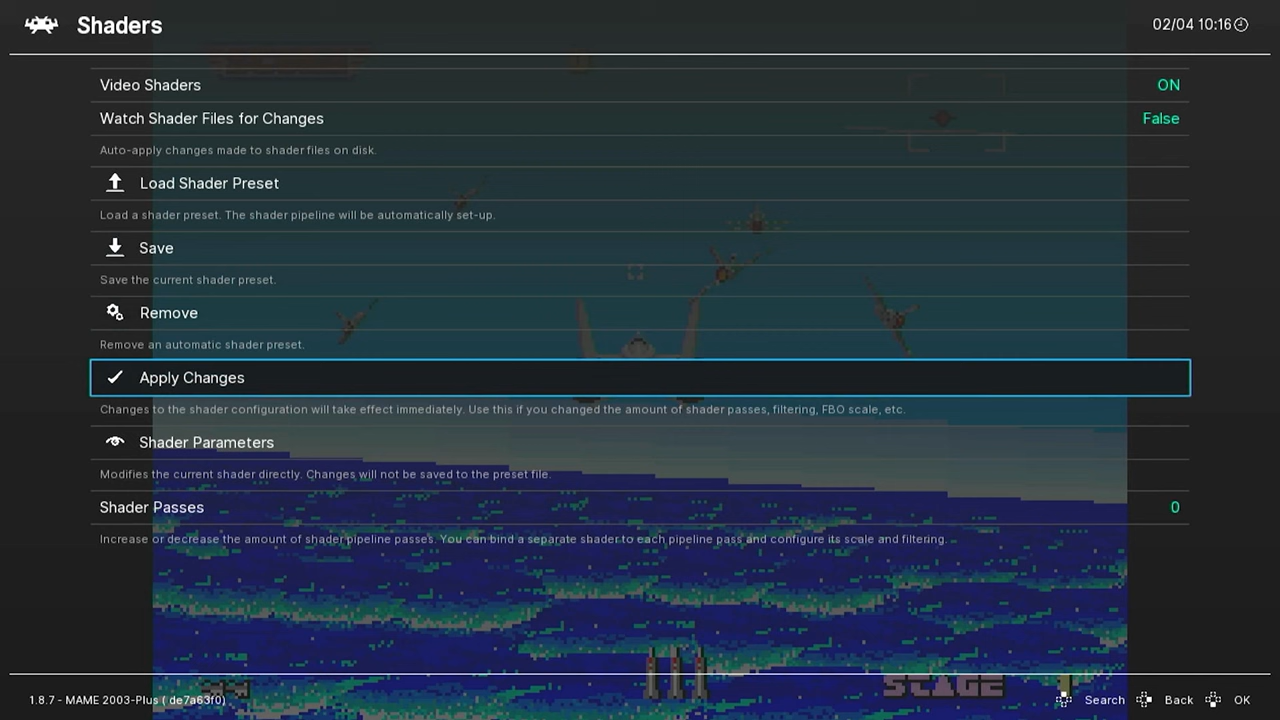 Shaders
02/04 10:16
Video Shaders ON
Watch Shader Files for Changes False
Auto-apply changes made to shader files on disk.
Load Shader Preset
Load a shader preset. The shader pipeline will be automatically set-up.
Save
Save the current shader preset.
Remove
Remove an automatic shader preset.
Apply Changes
Changes to the shader configuration will take effect immediately. Use this if you changed the amount of shader passes, filtering, FBO scale, etc.
Shader Parameters
Modifies the current shader directly. Changes will not be saved to the preset file.
Shader Passes 0
Increase or decrease the amount of shader pipeline passes. You can bind a separate shader to each pipeline pass and configure its scale and filtering.
STAGE
1.8.7 - MAME 2003-Plus ( de7a63f0)
Search Back OK